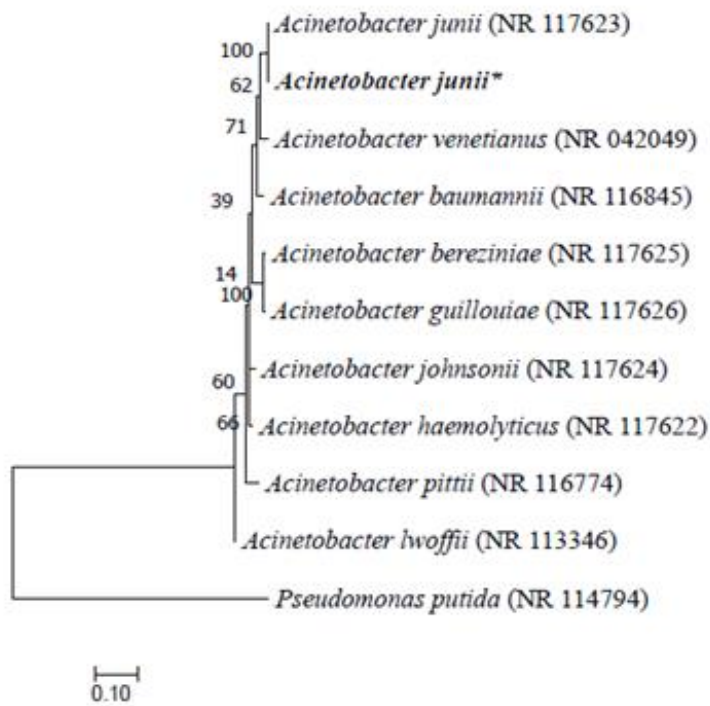 Acinetobacter junii (NR 117623)
100
Acinetobacter junii*
62
71
Acinetobacter venetianus (NR 042049)
Acinetobacter baumannii (NR 116845)
39
Acinetobacter bereziniae (NR 117625)
14
100
Acinetobacter guillouiae (NR 117626)
Acinetobacter johnsonii (NR 117624)
60
66
Acinetobacter haemolyticus (NR 117622)
Acinetobacter pittii (NR 116774)
Acinetobacter lwoffii (NR 113346)
Pseudomonas putida (NR 114794)
0.10